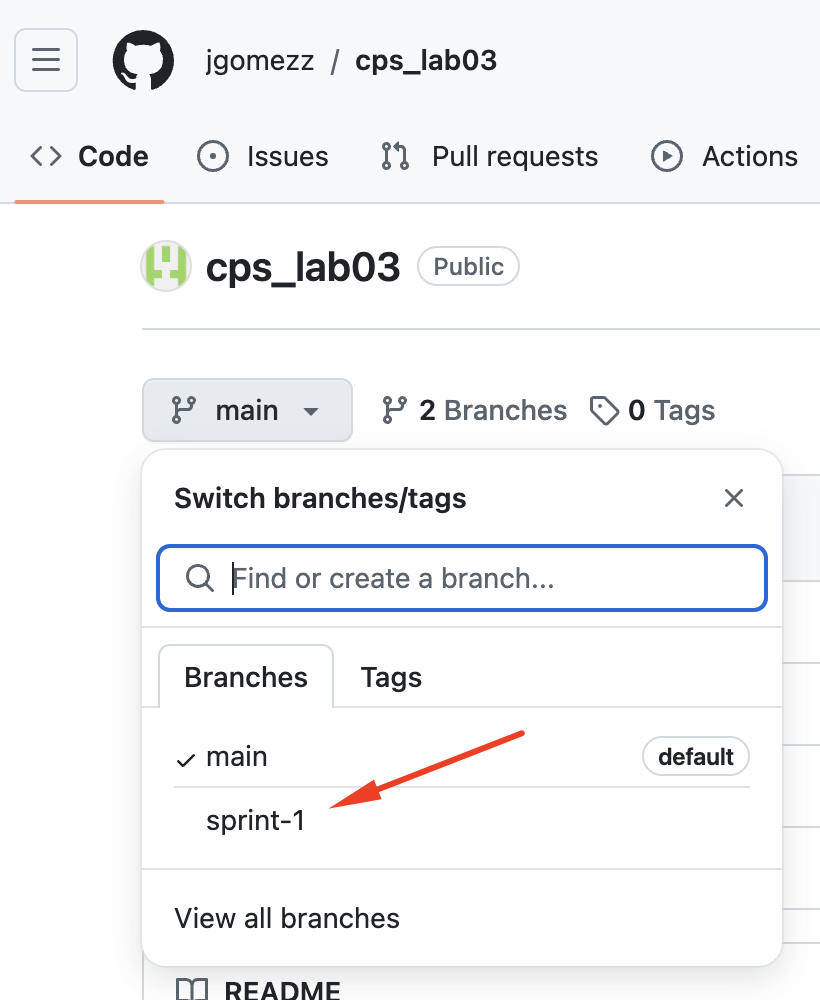 jgomezz / cps_lab03
Code Issues Pull requests Actions
cps_lab03 Public
main 2 Branches 0 Tags
Switch branches/tags
Find or create a branch...
Branches Tags
main default
sprint-1
View all branches
README